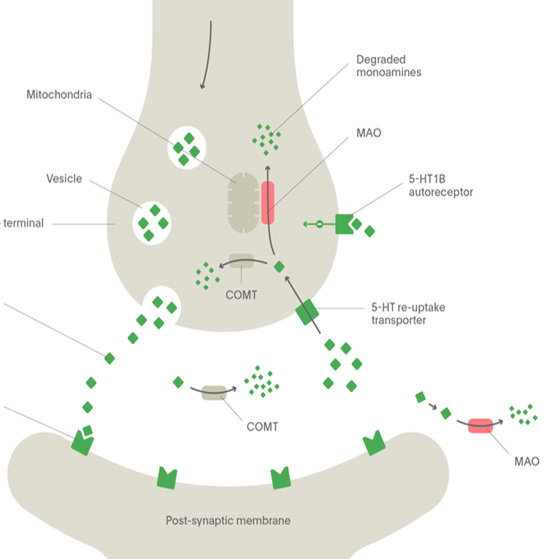 Degraded
monoamines
Mitochondria
MAO
Vesicle
5-HT1B
autoreceptor
terminal
COMT
5-HT re-uptake
transporter
COMT
MAO
Post-synaptic membrane